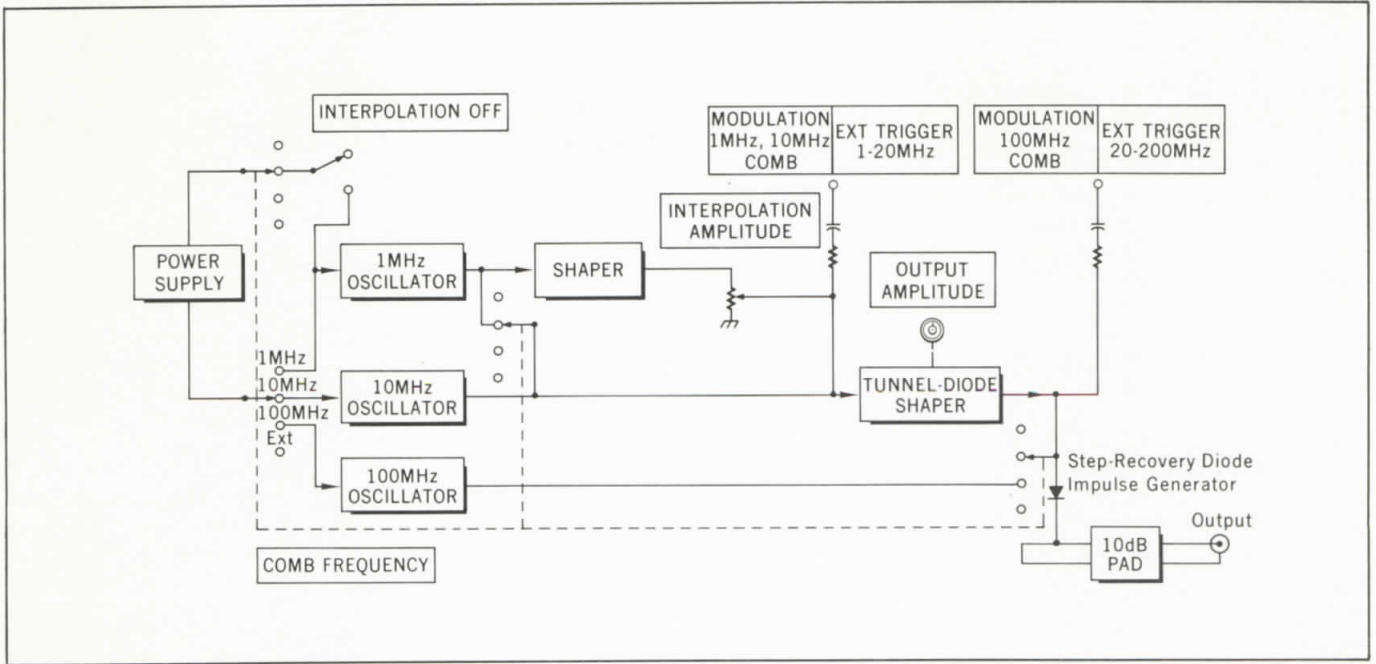 INTERPOLATION OFF
MODULATION
1MHz, 10MHz
COMB
EXT TRIGGER
1-20MHz
MODULATION
100MHz
COMB
EXT TRIGGER
20-200MHz
INTERPOLATION
AMPLITUDE
POWER
SUPPLY
1MHz
OSCILLATOR
SHAPER
OUTPUT
AMPLITUDE
1MHz
10MHz
100MHz
Ext
10MHz
OSCILLATOR
TUNNEL-DIODE
SHAPER
100MHz
OSCILLATOR
Step-Recovery Diode
Impulse Generator
Output
10dB
PAD
COMB FREQUENCY